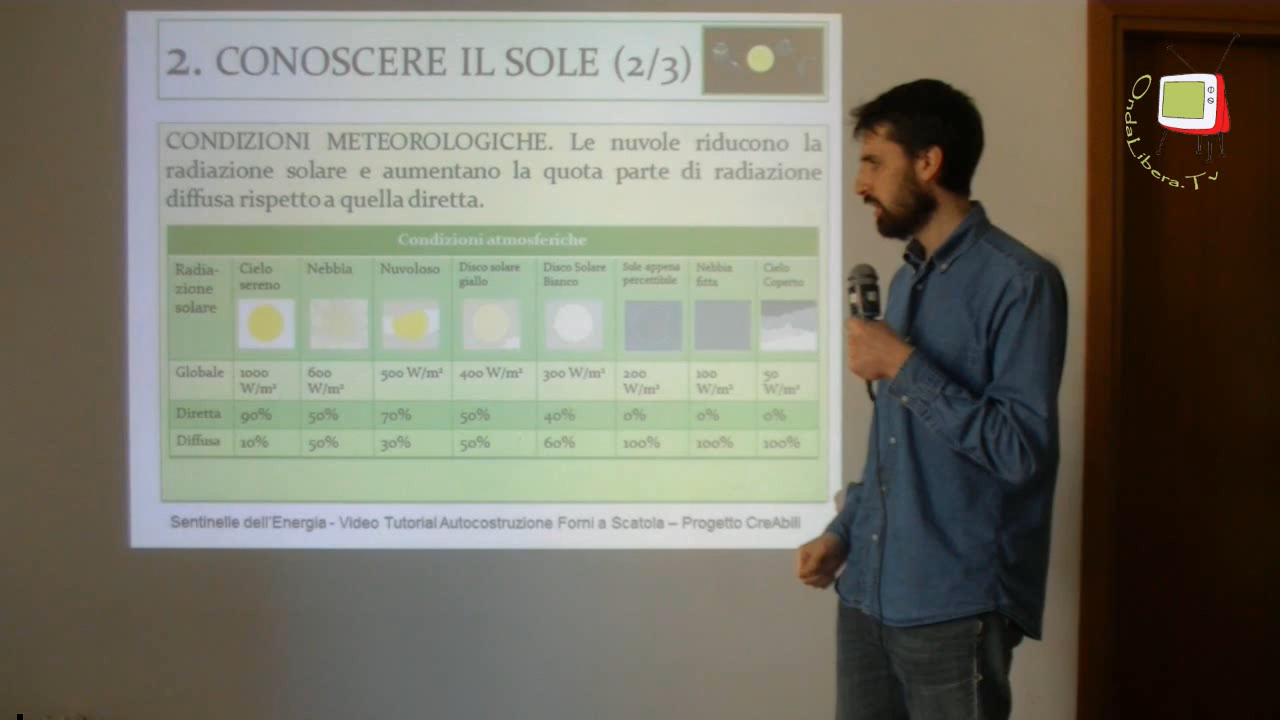 2. CONOSCERE IL SOLE (2/3)
CONDIZIONI METEOROLOGICHE. Le nuvole riducono la
radiazione solare e aumentano la quota parte di radiazione
diffusa rispetto a quella diretta.
Condizioni atmosferiche
Radia-
zione
solare
Cielo
sereno
Nebbia
Nuvoloso
Disco solare
giallo
Disco Solare
Bianco
Sole appena
percettibile
Nebbia
fitta
Cielo
Coperto
Globale 1000 W/m² 600 W/m² 500 W/m² 400 W/m² 300 W/m² 200 W/m² 100 W/m² 50 W/m²
Diretta 90% 50% 70% 50% 40% 0% 0% 0%
Diffusa 10% 50% 30% 50% 60% 100% 100% 100%
Sentinelle dell'Energia - Video Tutorial Autocostruzione Forni a Scatola – Progetto CreAbili
OndaLibera.Tv